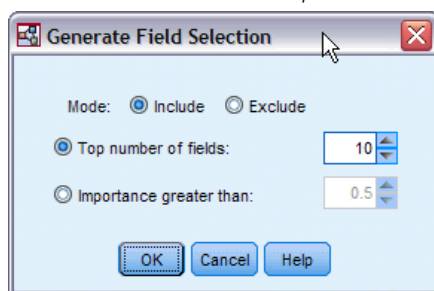 Generate Field Selection
Mode: Include Exclude
Top number of fields: 10
Importance greater than: 0.5
OK Cancel Help